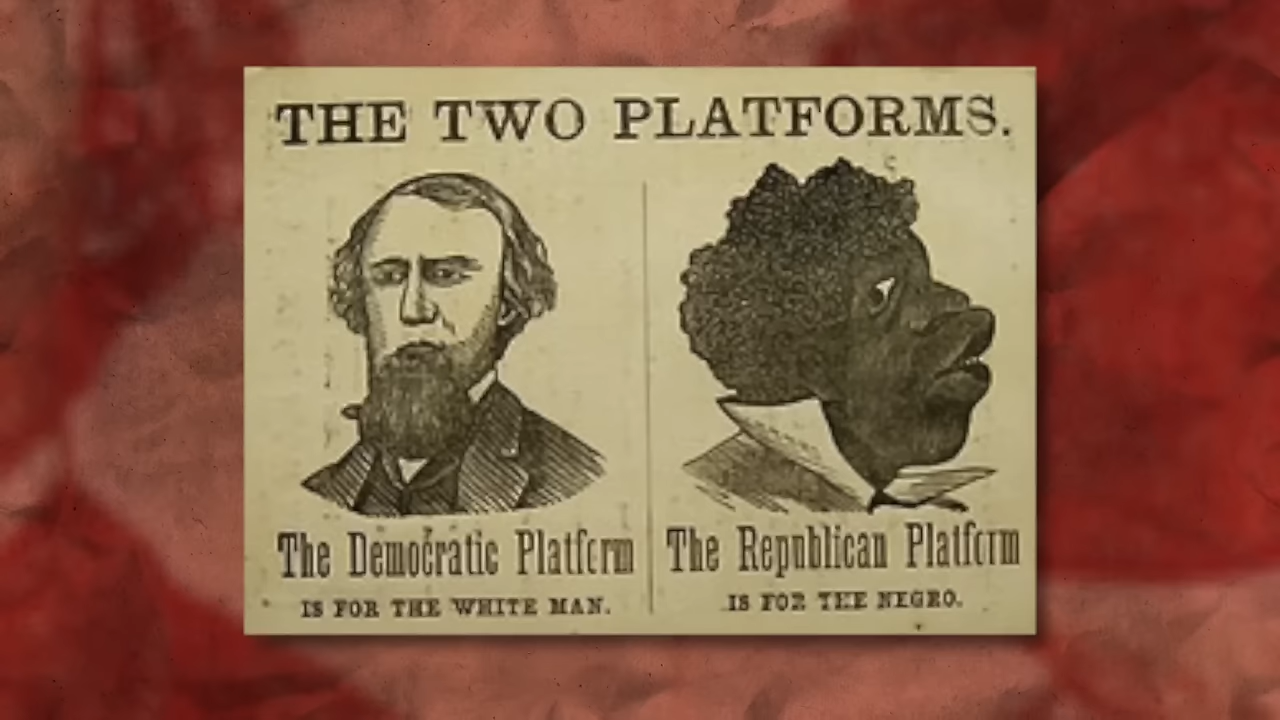 THE TWO PLATFORMS.
The Democratic Platform
IS FOR THE WHITE MAN.
The Republican Platform
IS FOR THE NEGRO.